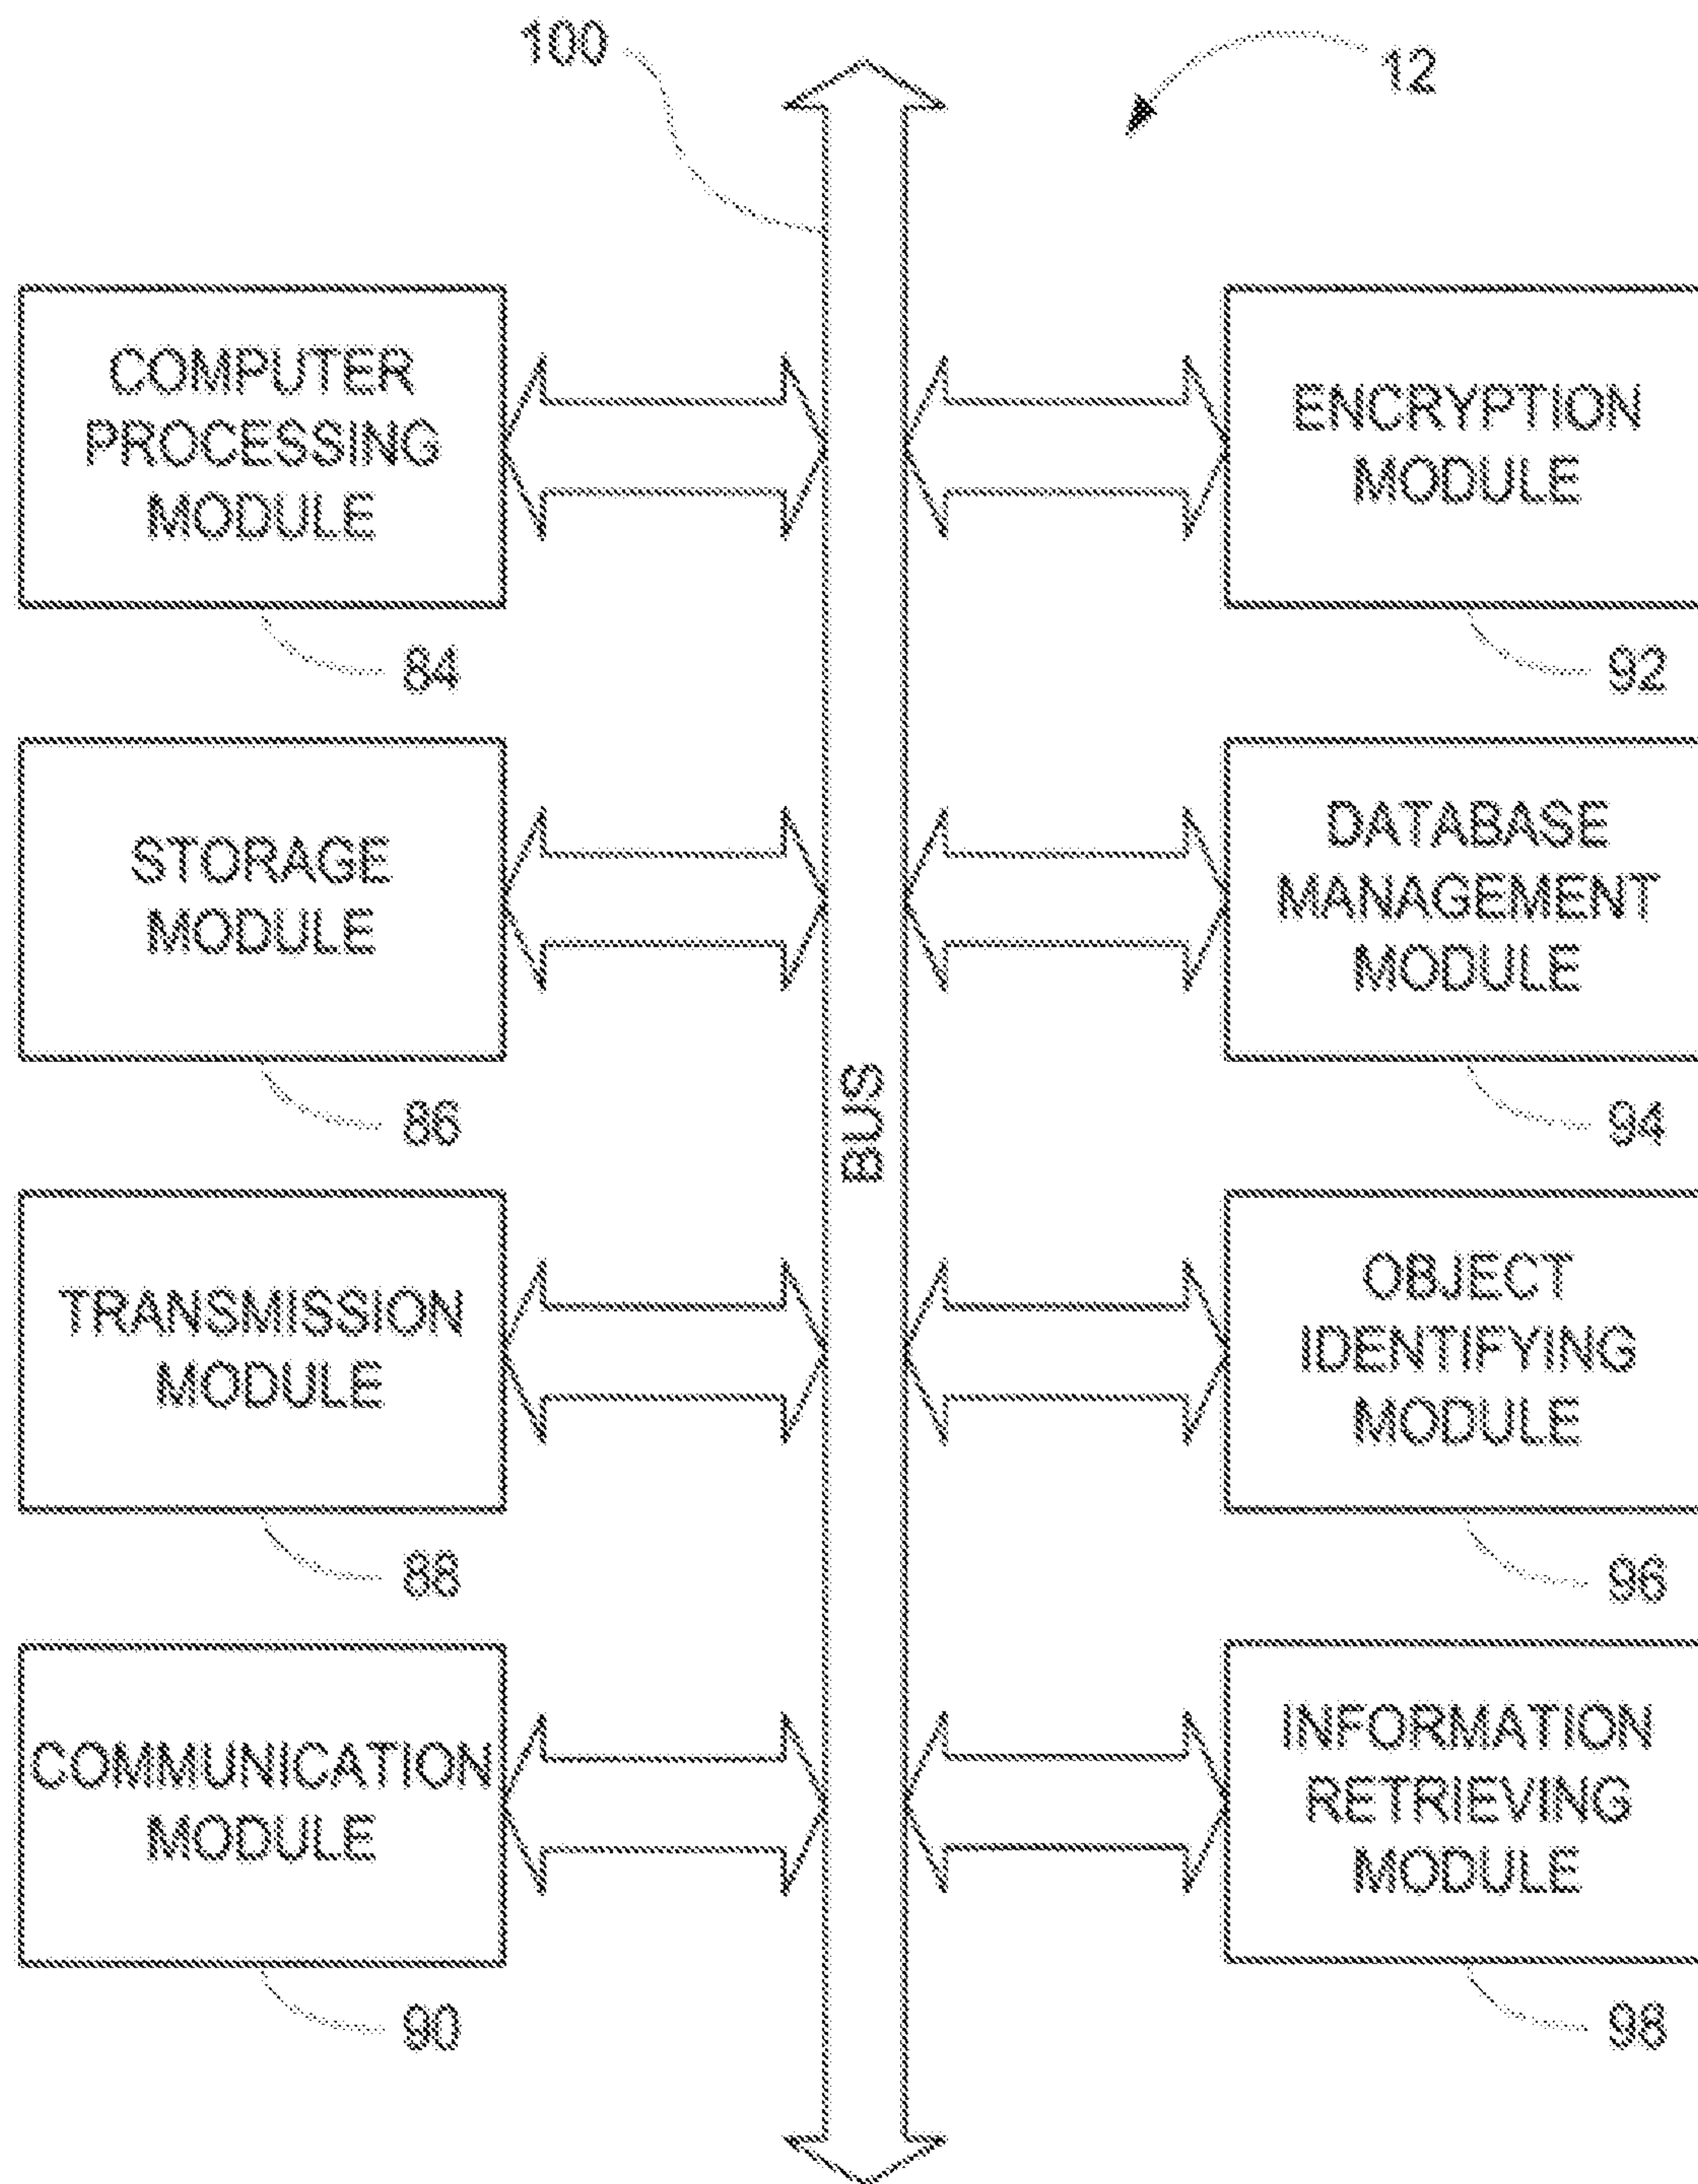 100
12
COMPUTER
PROCESSING
MODULE
84
ENCRYPTION
MODULE
92
STORAGE
MODULE
86
DATABASE
MANAGEMENT
MODULE
94
BUS
TRANSMISSION
MODULE
88
OBJECT
IDENTIFYING
MODULE
96
COMMUNICATION
MODULE
90
INFORMATION
RETRIEVING
MODULE
98